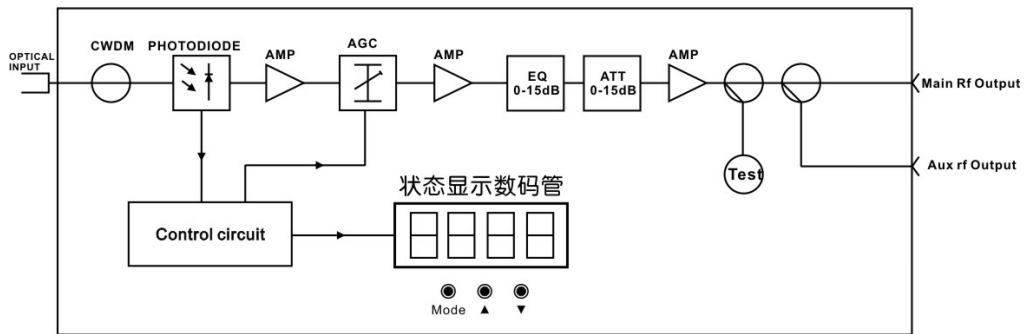 OPTICAL
INPUT
CWDM
PHOTODIODE
AMP
AGC
AMP
EQ
0-15dB
ATT
0-15dB
AMP
Main Rf Output
Test
Aux rf Output
状态显示数码管
Control circuit
8888
Mode ▲ ▼